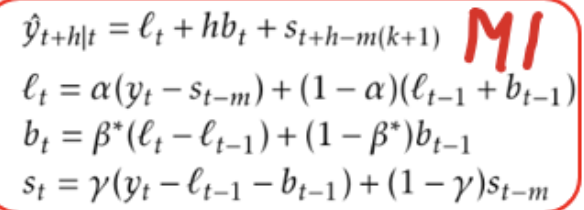 ŷ_{t+h|t} = ℓ_t + hb_t + s_{t+h−m(k+1)} M1
ℓ_t = α(y_t − s_{t−m}) + (1 − α)(ℓ_{t−1} + b_{t−1})
b_t = β*(ℓ_t − ℓ_{t−1}) + (1 − β*)b_{t−1}
s_t = γ(y_t − ℓ_{t−1} − b_{t−1}) + (1 − γ)s_{t−m}